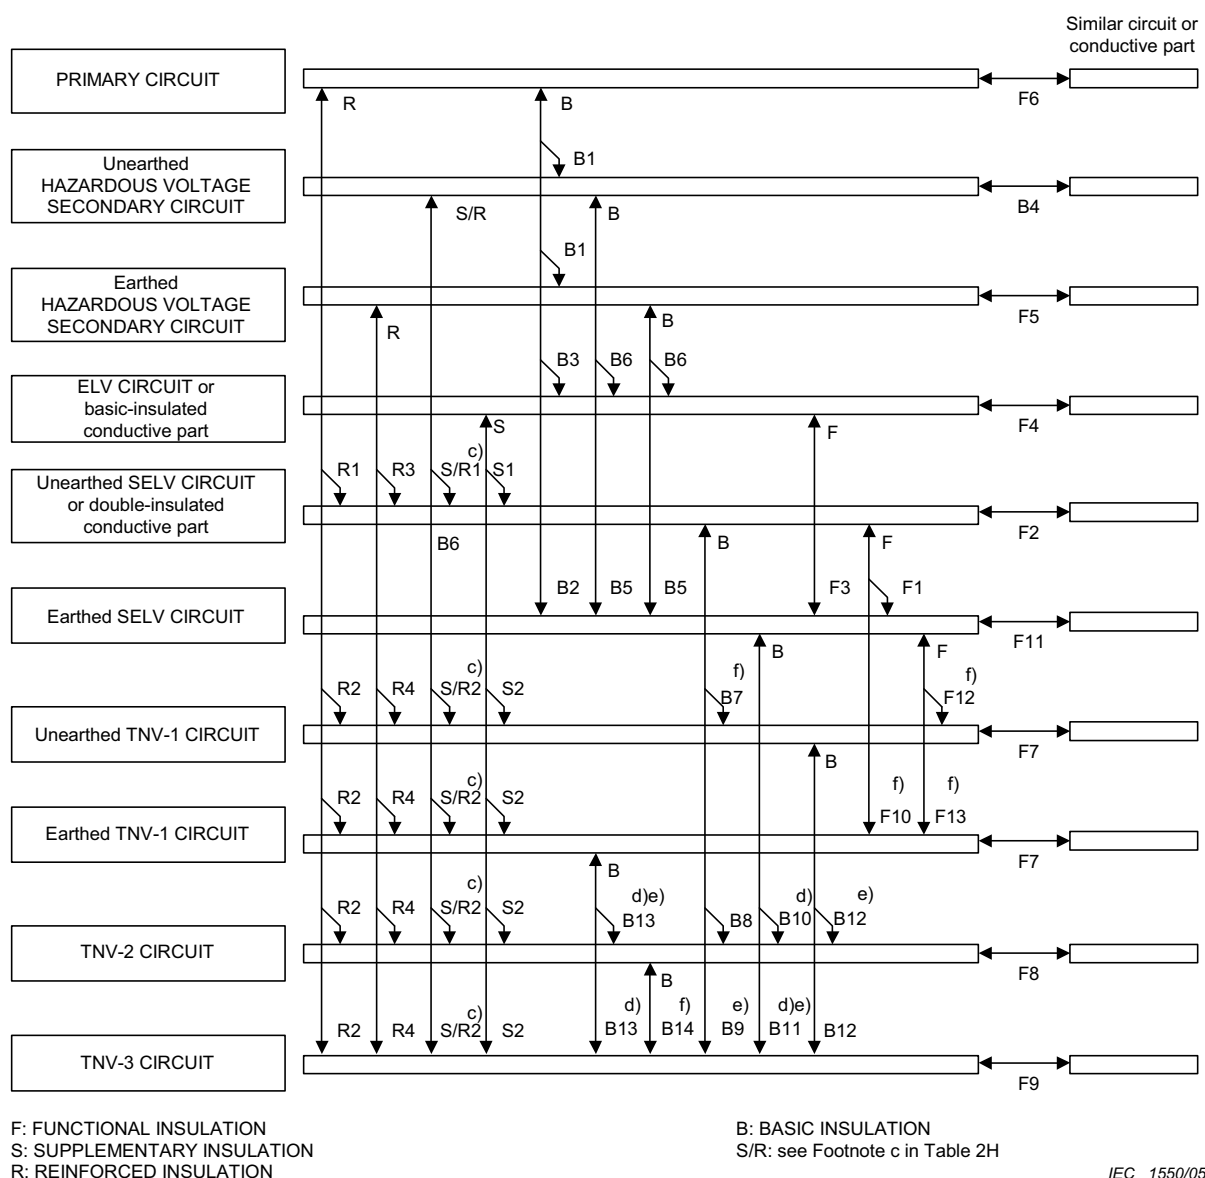 Similar circuit or
conductive part
PRIMARY CIRCUIT
F6
R
B
Unearthed
HAZARDOUS VOLTAGE
SECONDARY CIRCUIT
B1
B4
S/R
B
Earthed
HAZARDOUS VOLTAGE
SECONDARY CIRCUIT
B1
F5
R
B
ELV CIRCUIT or
basic-insulated
conductive part
B3
B6
B6
F4
S
F
Unearthed SELV CIRCUIT
or double-insulated
conductive part
c)
R1
R3
S/R1
S1
F2
B6
B
F
Earthed SELV CIRCUIT
B2
B5
B5
F3
F1
F11
B
F
Unearthed TNV-1 CIRCUIT
c)
f)
f)
R2
R4
S/R2
S2
B7
F12
F7
B
Earthed TNV-1 CIRCUIT
c)
f)
f)
R2
R4
S/R2
S2
F10
F13
F7
B
TNV-2 CIRCUIT
c)
d)e)
d)
e)
R2
R4
S/R2
S2
B13
B8
B10
B12
F8
B
TNV-3 CIRCUIT
c)
d)
f)
e)
d)e)
R2
R4
S/R2
S2
B13
B14
B9
B11
B12
F9
F: FUNCTIONAL INSULATION
S: SUPPLEMENTARY INSULATION
R: REINFORCED INSULATION
B: BASIC INSULATION
S/R: see Footnote c in Table 2H
IEC 1550/05